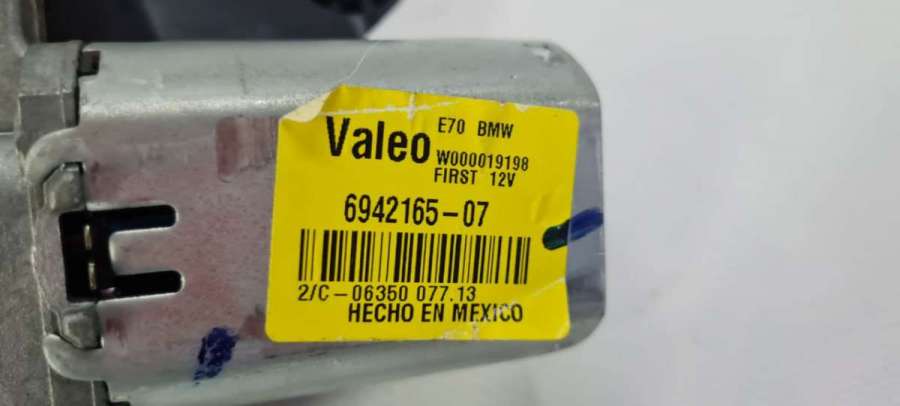 Valeo E70 BMW
W000019198
FIRST 12V
6942165-07
2/C-06350 077.13
HECHO EN MEXICO